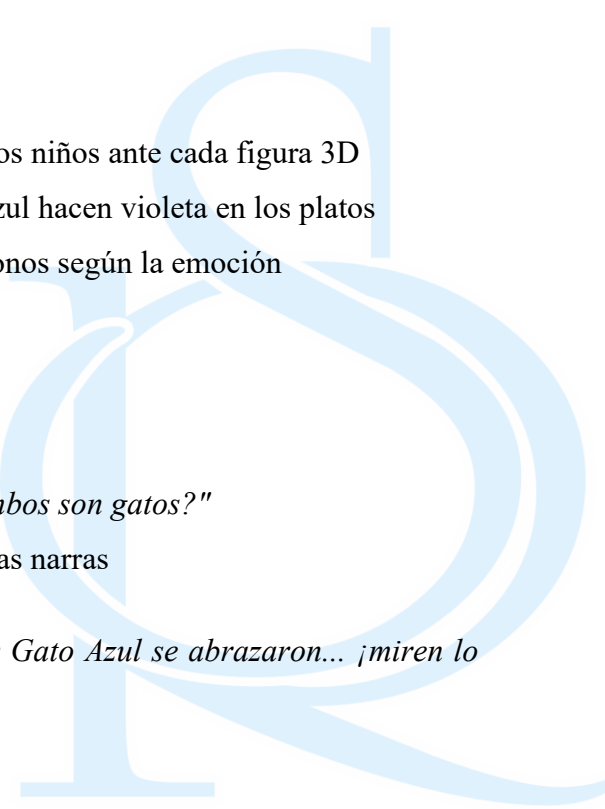 os niños ante cada figura 3D
zul hacen violeta en los platos
onos según la emoción
mbos son gatos?"
as narras
Gato Azul se abrazaron... ¡miren lo